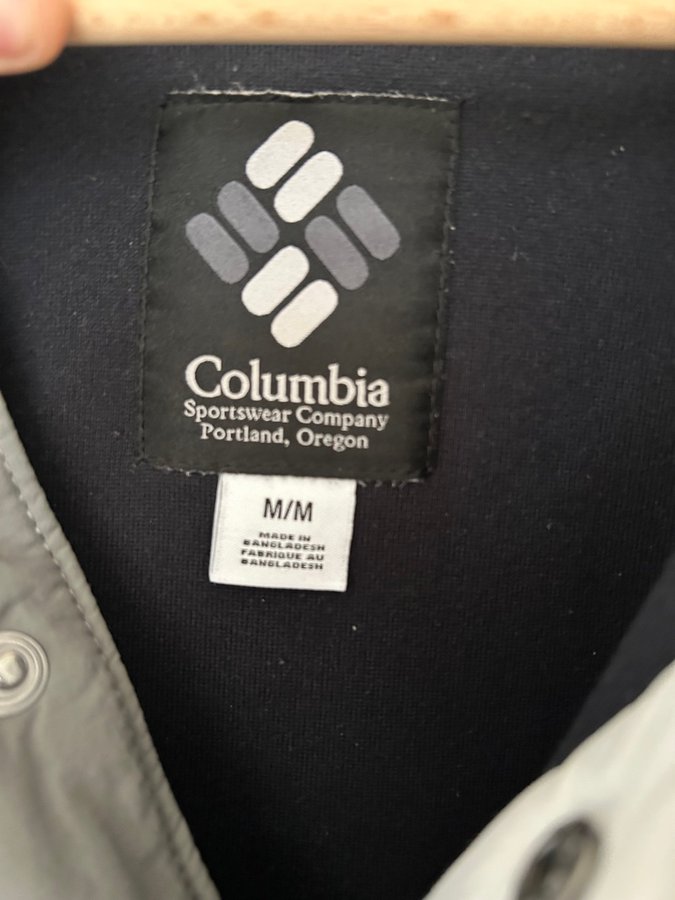 Columbia
Sportswear Company
Portland, Oregon
M/M
MADE IN
BANGLADESH
FABRIQUE AU
BANGLADESH